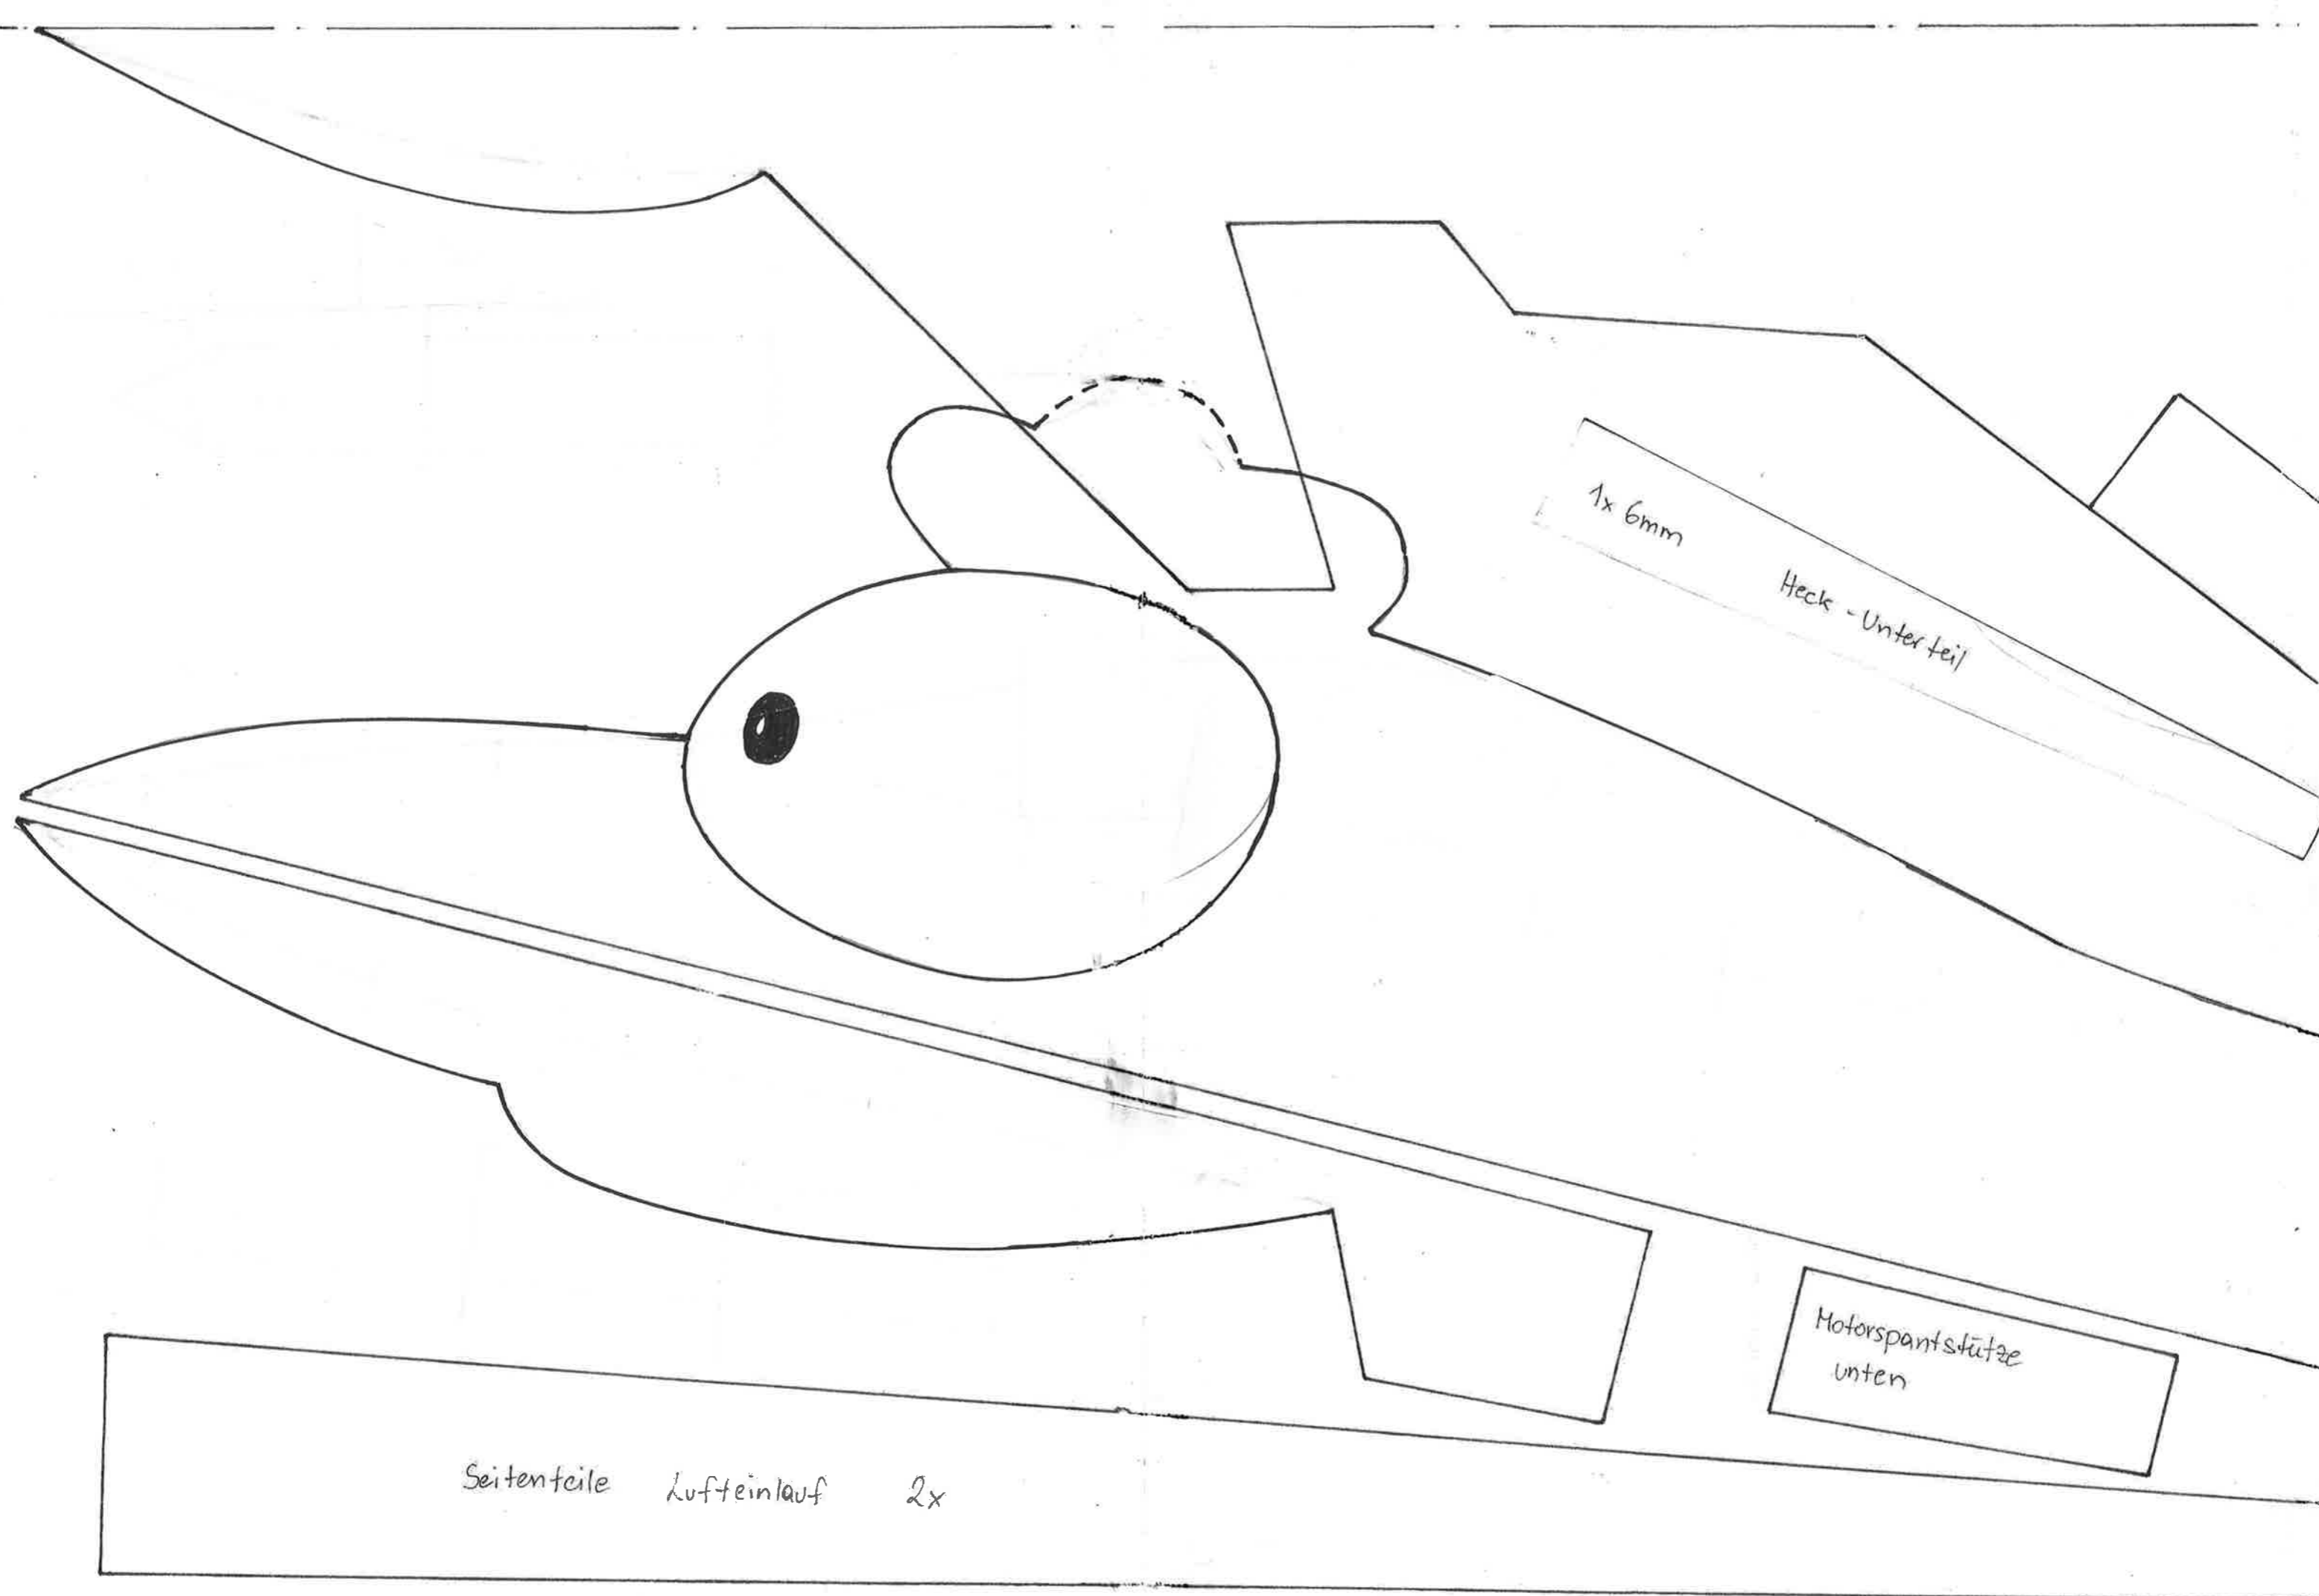 1x 6mm Heck - Unterteil
Motorspantstütze
unten
Seitenteile Lufteinlauf 2x